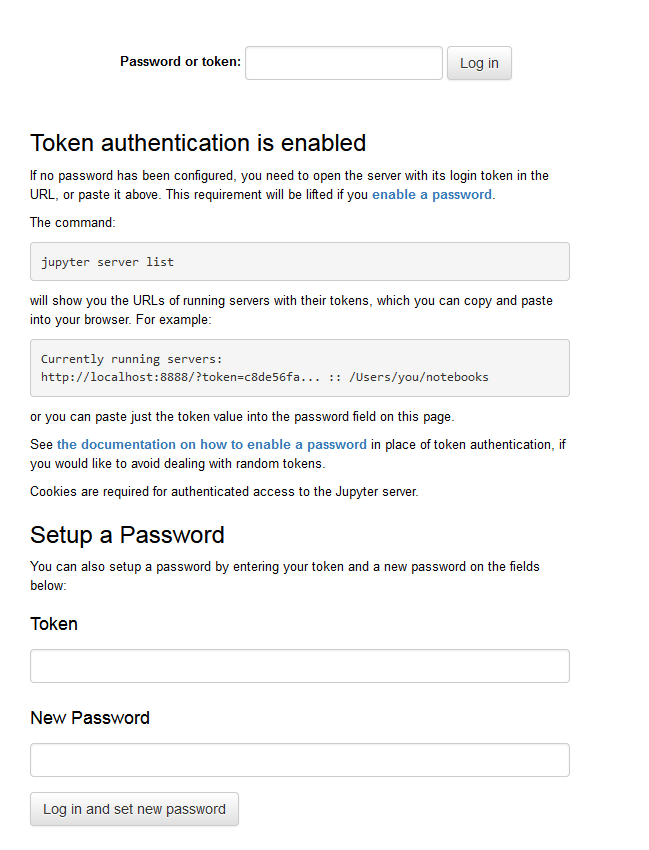 Password or token: Log in
Token authentication is enabled
If no password has been configured, you need to open the server with its login token in the
URL, or paste it above. This requirement will be lifted if you enable a password.
The command:
jupyter server list
will show you the URLs of running servers with their tokens, which you can copy and paste
into your browser. For example:
Currently running servers:
http://localhost:8888/?token=c8de56fa... :: /Users/you/notebooks
or you can paste just the token value into the password field on this page.
See the documentation on how to enable a password in place of token authentication, if
you would like to avoid dealing with random tokens.
Cookies are required for authenticated access to the Jupyter server.
Setup a Password
You can also setup a password by entering your token and a new password on the fields
below:
Token
New Password
Log in and set new password